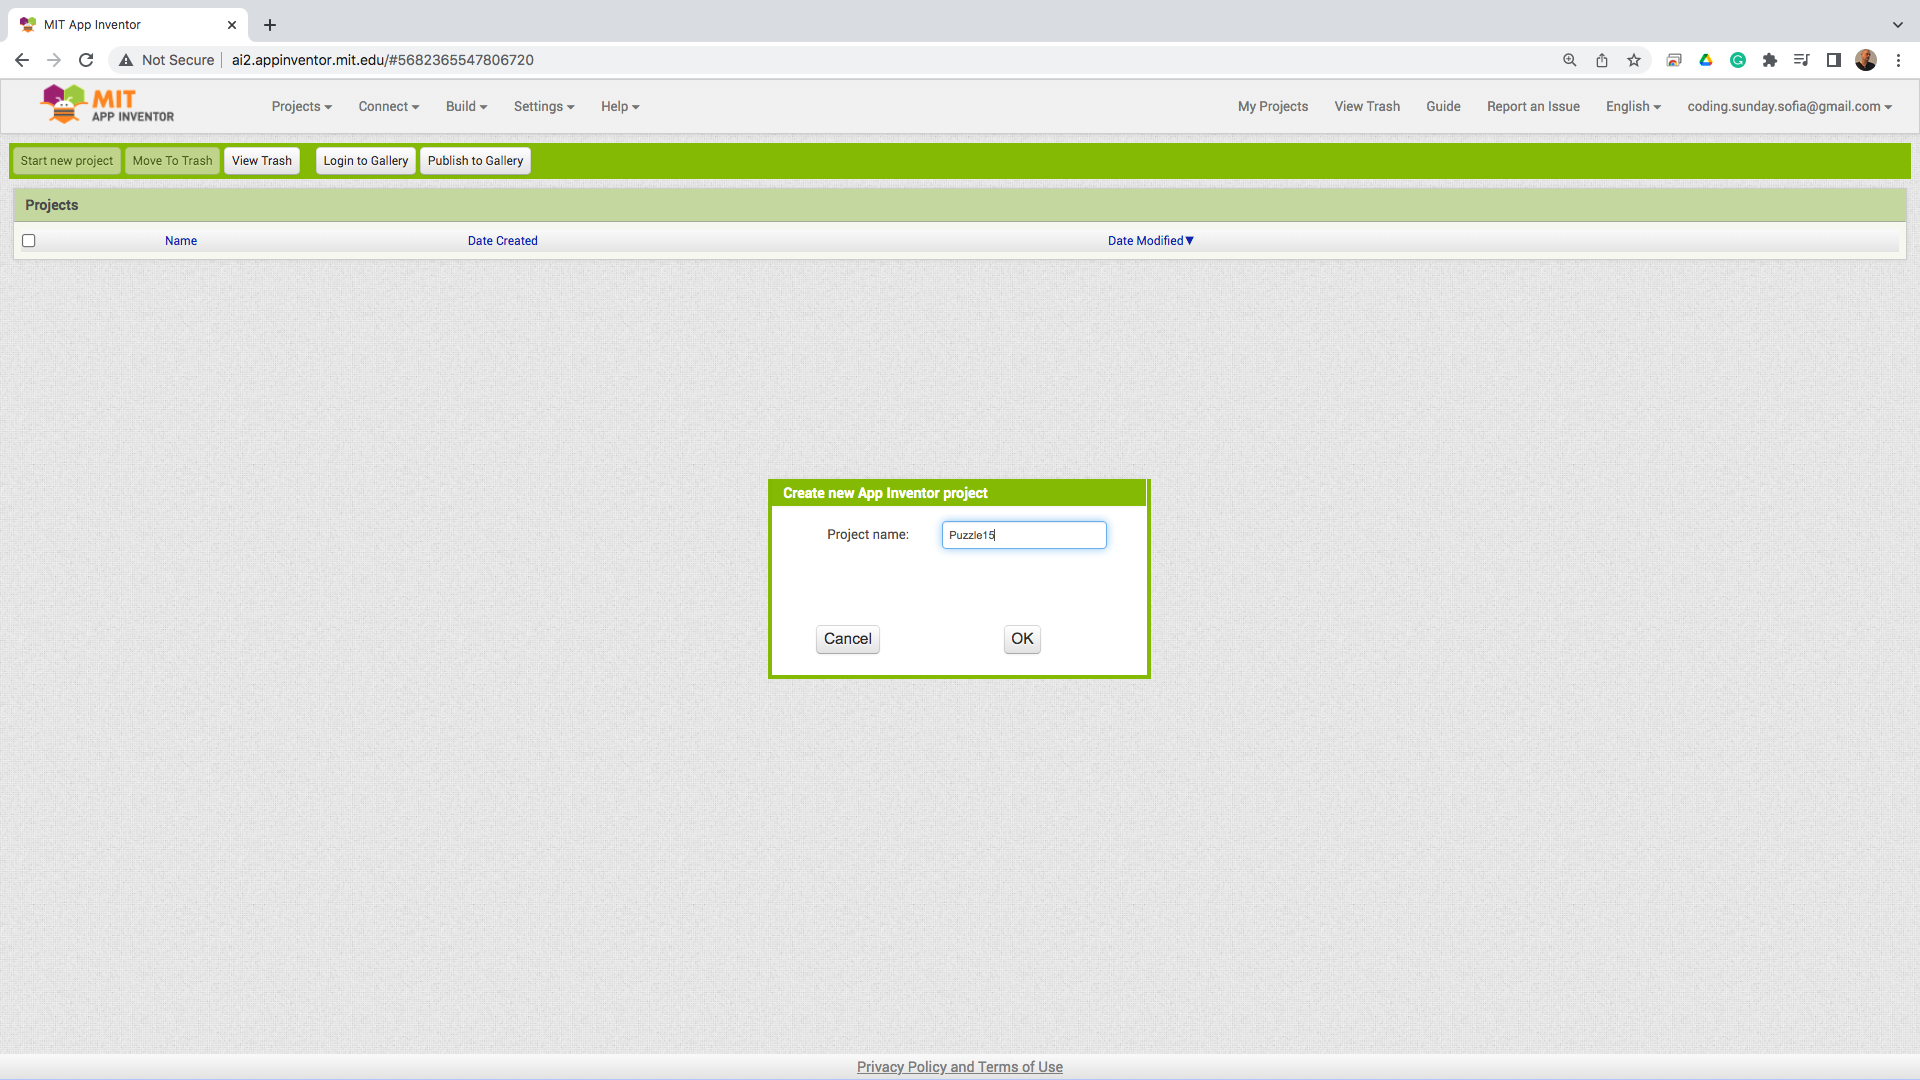 MIT App Inventor
Not Secure ai2.appinventor.mit.edu/#5682365547806720
MIT
APP INVENTOR
Projects Connect Build Settings Help My Projects View Trash Guide Report an Issue English coding.sunday.sofia@gmail.com
Start new project Move To Trash View Trash Login to Gallery Publish to Gallery
Projects
Name Date Created Date Modified▼
Create new App Inventor project
Project name: Puzzle15
Cancel OK
Privacy Policy and Terms of Use